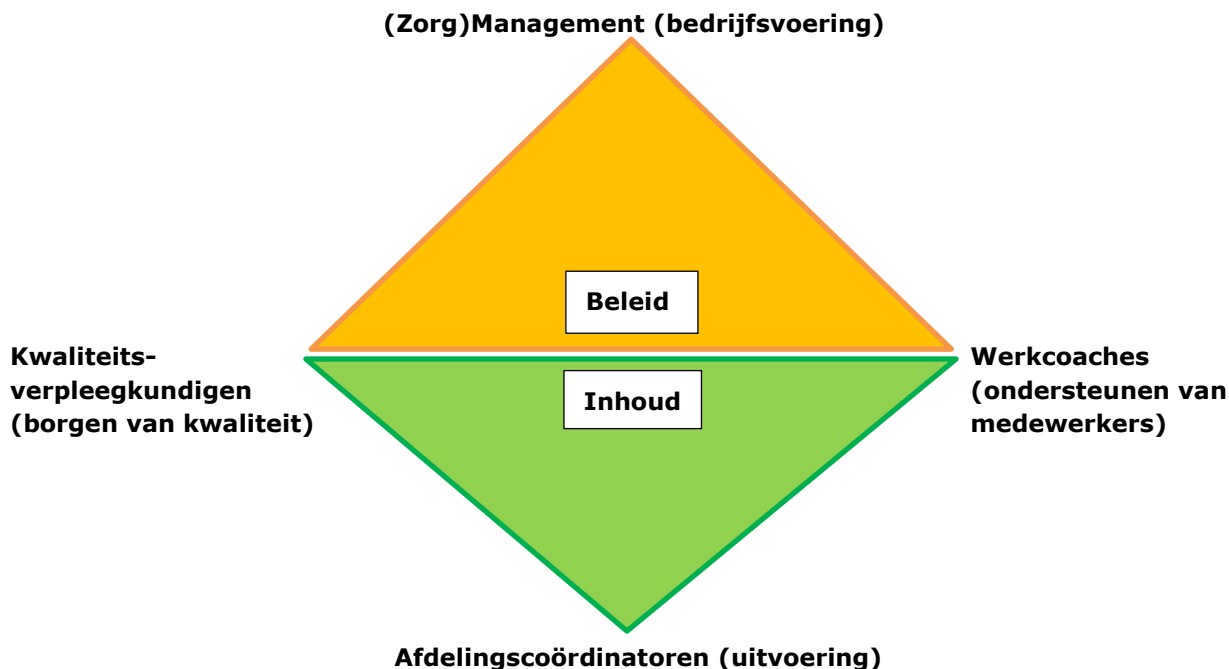 (Zorg)Management (bedrijfsvoering)
Beleid
Kwaliteits-
verpleegkundigen
(borgen van kwaliteit)
Inhoud
Werkcoaches
(ondersteunen van
medewerkers)
Afdelingscoördinatoren (uitvoering)